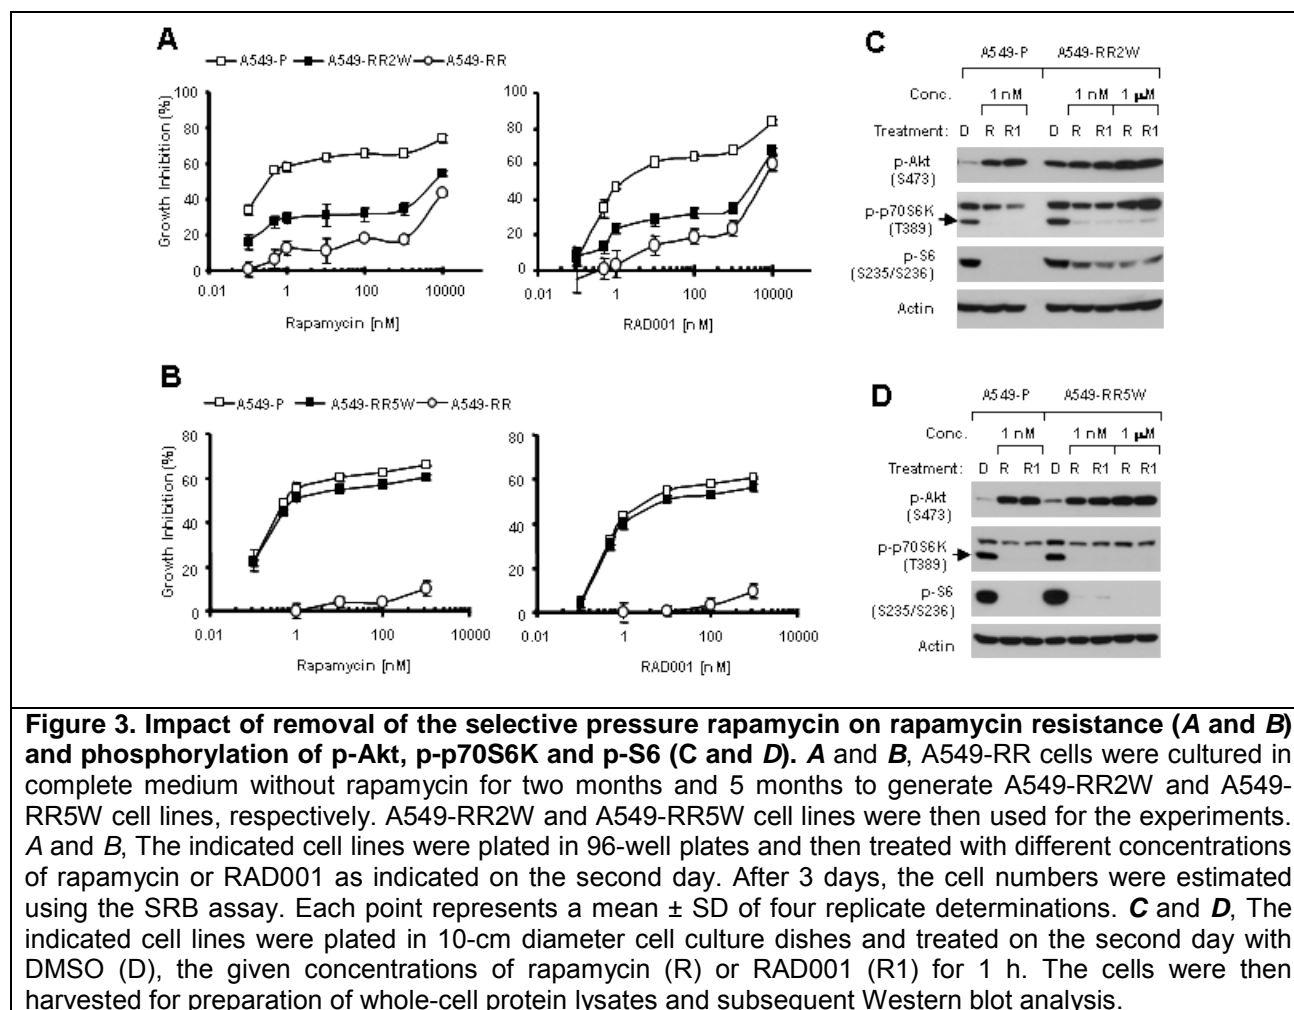 A
A549-P A549-RR2W A549-RR
100
80
60
40
20
0
Growth Inhibition (%)
0.01 1 100 10000
Rapamycin [nM]
100
80
60
40
20
0
0.01 1 100 10000
RAD001 [nM]
B
A549-P A549-RR5W A549-RR
80
60
40
20
0
Growth Inhibition (%)
0.01 1 100 10000
Rapamycin [nM]
80
60
40
20
0
0.01 1 100 10000
RAD001 [nM]
C
A549-P A549-RR2W
Conc. 1 nM 1 nM 1 µM
Treatment: D R R1 D R R1 R R1
p-Akt
(S473)
p-p70S6K
(T389)
p-S6
(S235/S236)
Actin
D
A549-P A549-RR5W
Conc. 1 nM 1 nM 1 µM
Treatment: D R R1 D R R1 R R1
p-Akt
(S473)
p-p70S6K
(T389)
p-S6
(S235/S236)
Actin
Figure 3. Impact of removal of the selective pressure rapamycin on rapamycin resistance (A and B)
and phosphorylation of p-Akt, p-p70S6K and p-S6 (C and D). A and B, A549-RR cells were cultured in
complete medium without rapamycin for two months and 5 months to generate A549-RR2W and A549-
RR5W cell lines, respectively. A549-RR2W and A549-RR5W cell lines were then used for the experiments.
A and B, The indicated cell lines were plated in 96-well plates and then treated with different concentrations
of rapamycin or RAD001 as indicated on the second day. After 3 days, the cell numbers were estimated
using the SRB assay. Each point represents a mean ± SD of four replicate determinations. C and D, The
indicated cell lines were plated in 10-cm diameter cell culture dishes and treated on the second day with
DMSO (D), the given concentrations of rapamycin (R) or RAD001 (R1) for 1 h. The cells were then
harvested for preparation of whole-cell protein lysates and subsequent Western blot analysis.